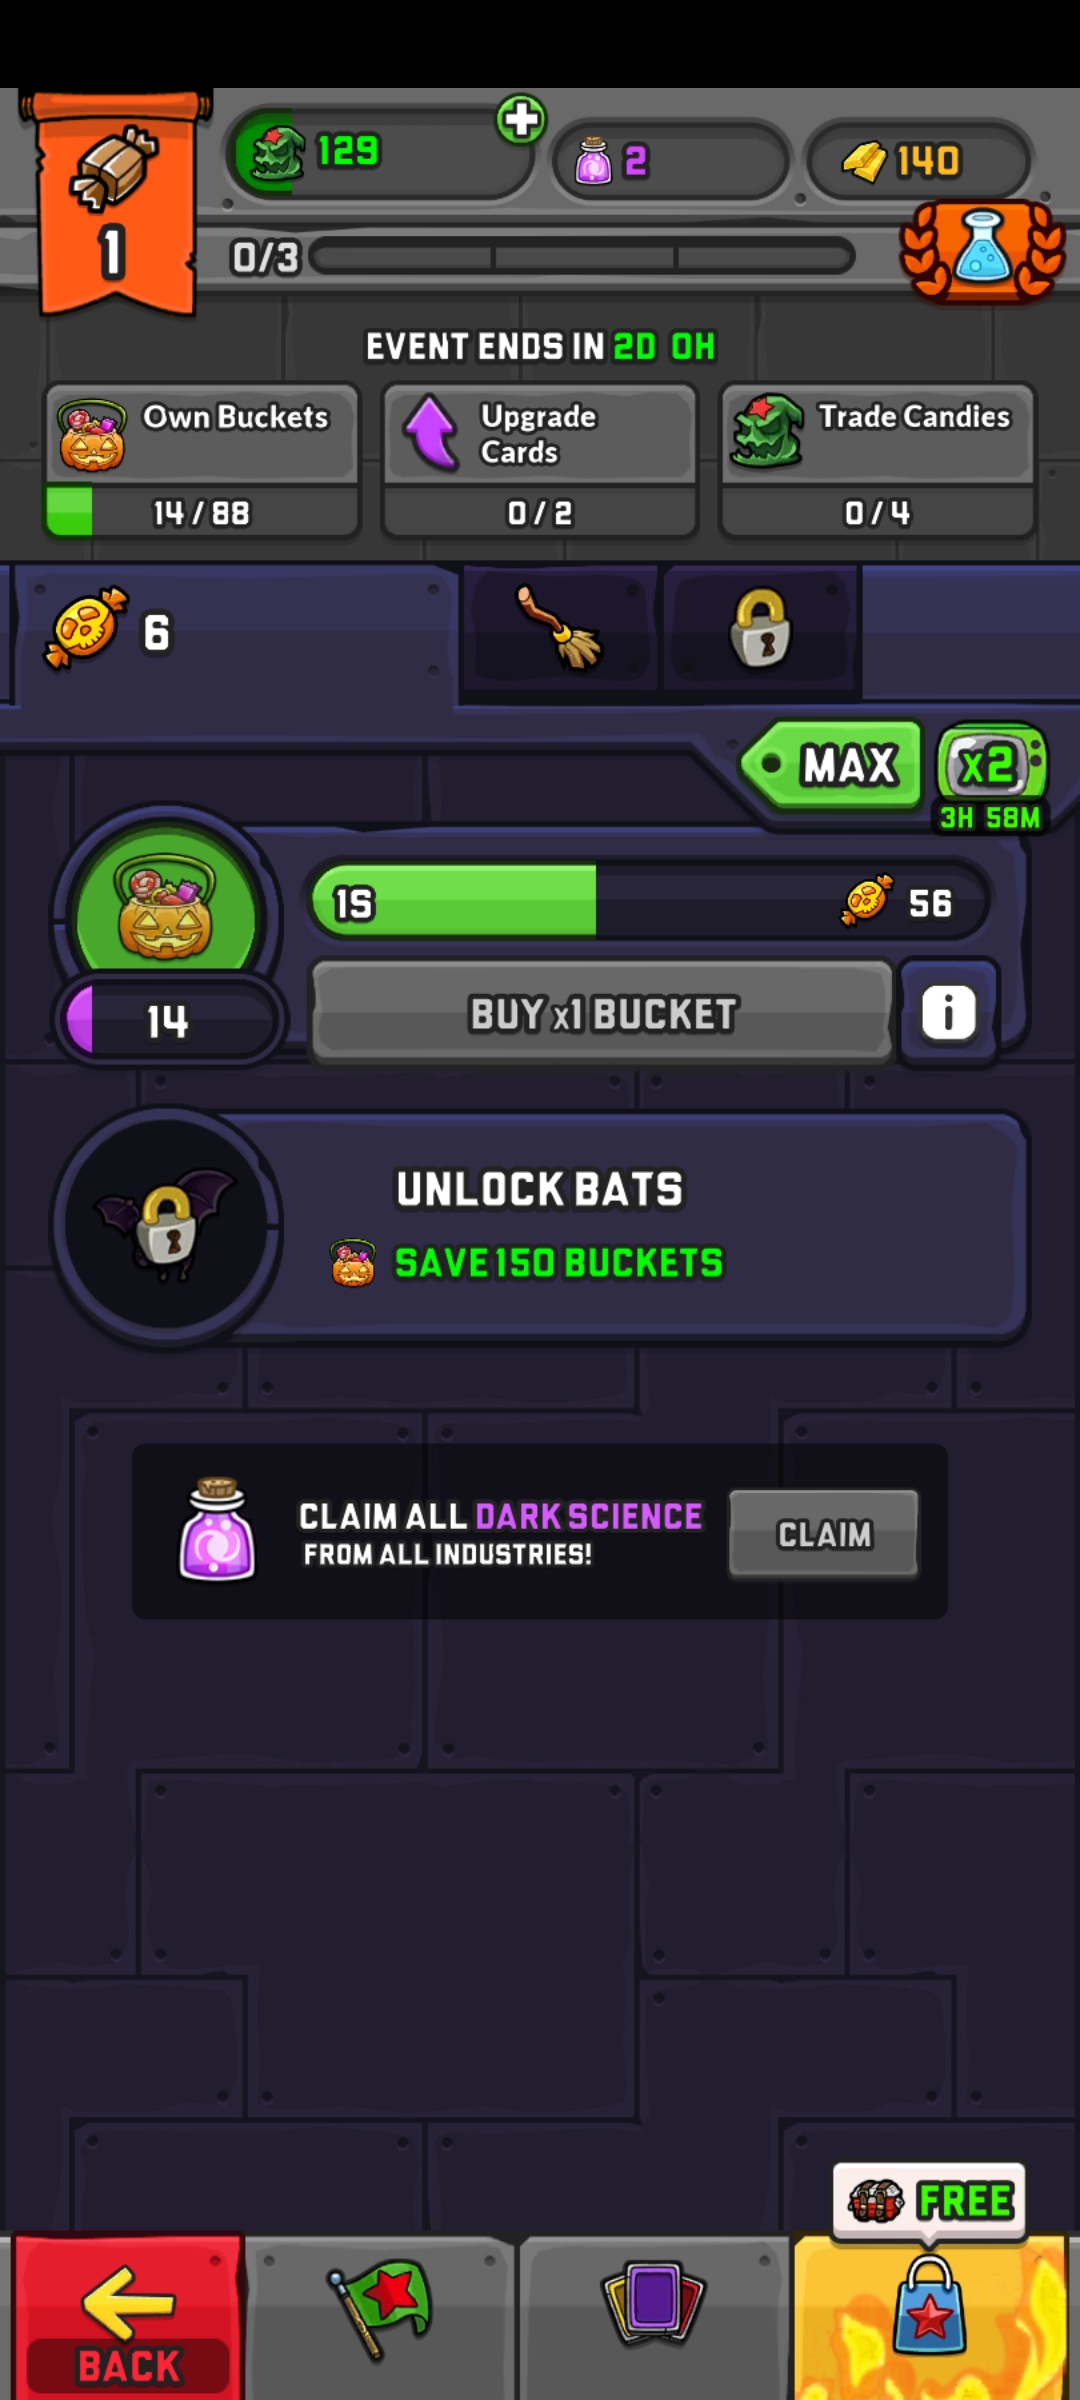 129
2
140
1
0/3
EVENT ENDS IN 2D 0H
Own Buckets
14 / 88
Upgrade
Cards
0 / 2
Trade Candies
0 / 4
6
MAX
x2
3H 58M
1S
56
14
BUY x1 BUCKET
i
UNLOCK BATS
SAVE 150 BUCKETS
CLAIM ALL DARK SCIENCE
FROM ALL INDUSTRIES!
CLAIM
FREE
BACK